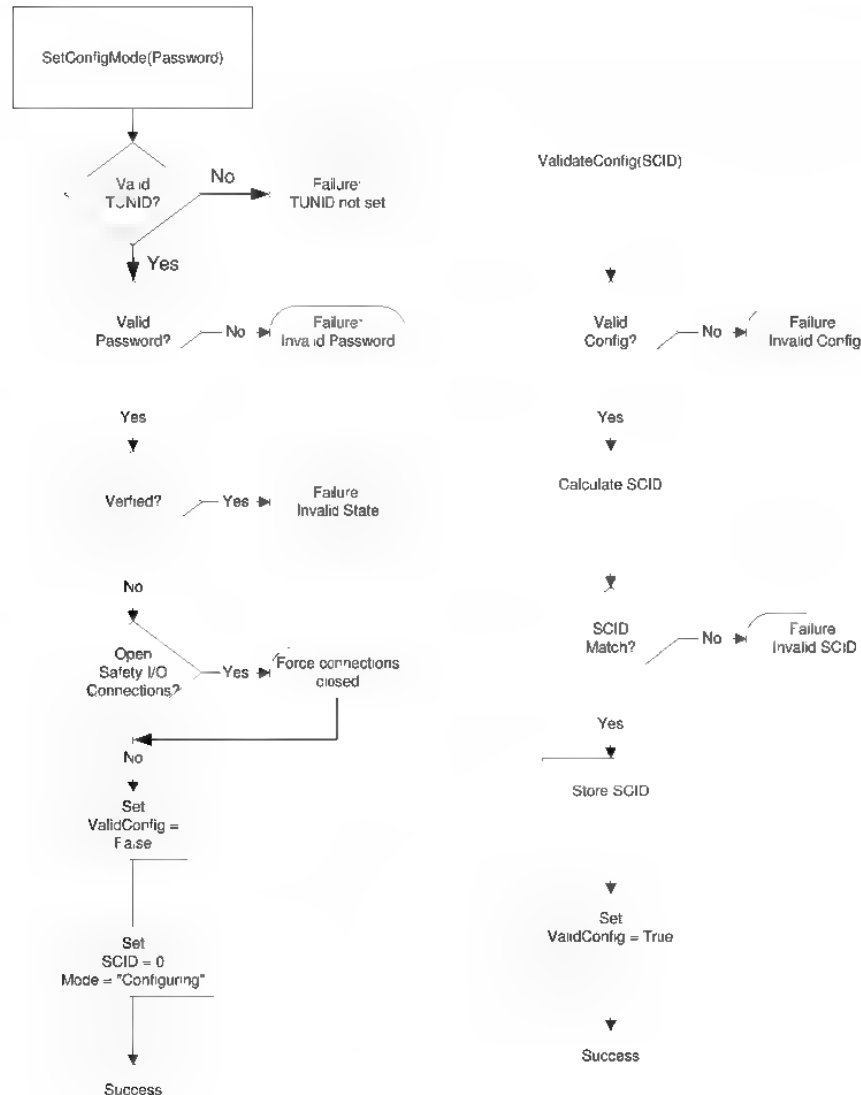 SetConfigMode(Password)
Valid
TUNID?
No
Failure:
TUNID not set
Yes
Valid
Password?
No
Failure:
Invalid Password
Yes
Verfied?
Yes
Failure
Invalid State
No
Open
Safety I/O
Connections?
Yes
Force connections
closed
No
Set
ValidConfig =
False
Set
SCID = 0
Mode = "Configuring"
Success
ValidateConfig(SCID)
Valid
Config?
No
Failure
Invalid Config
Yes
Calculate SCID
SCID
Match?
No
Failure
Invalid SCID
Yes
Store SCID
Set
ValidConfig = True
Success